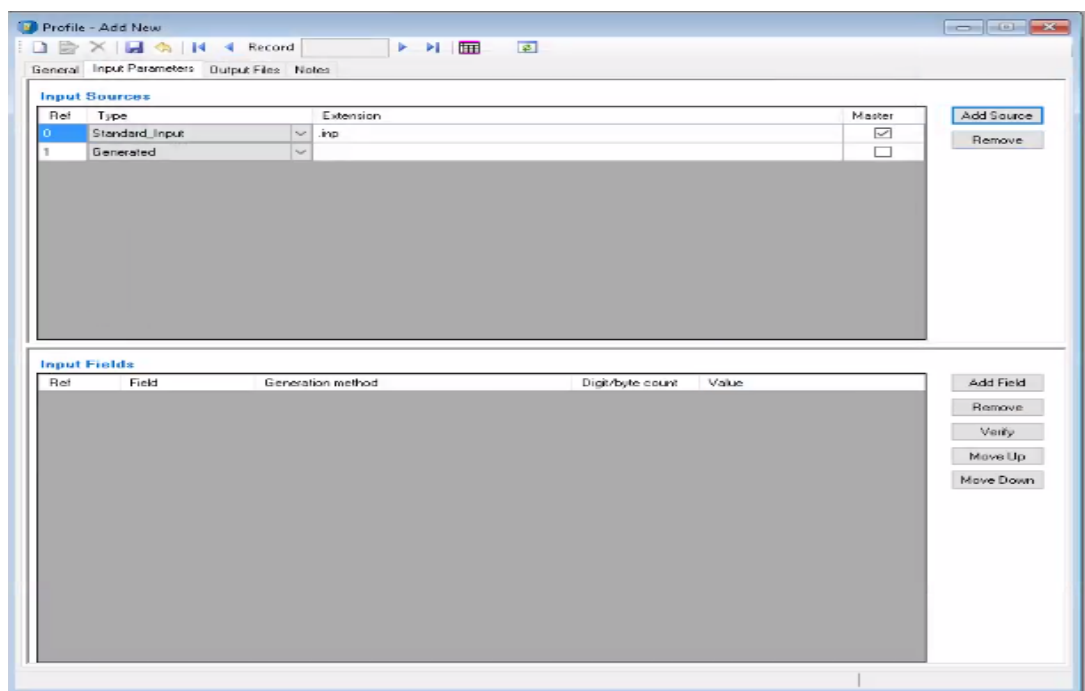 Profile - Add New
Record
General Input Parameters Output Files Notes
Input Sources
Ref Type Extension Master
0 Standard_Input .inp
1 Generated
Add Source
Remove
Input Fields
Ref Field Generation method Digit/byte count Value
Add Field
Remove
Verify
Move Up
Move Down